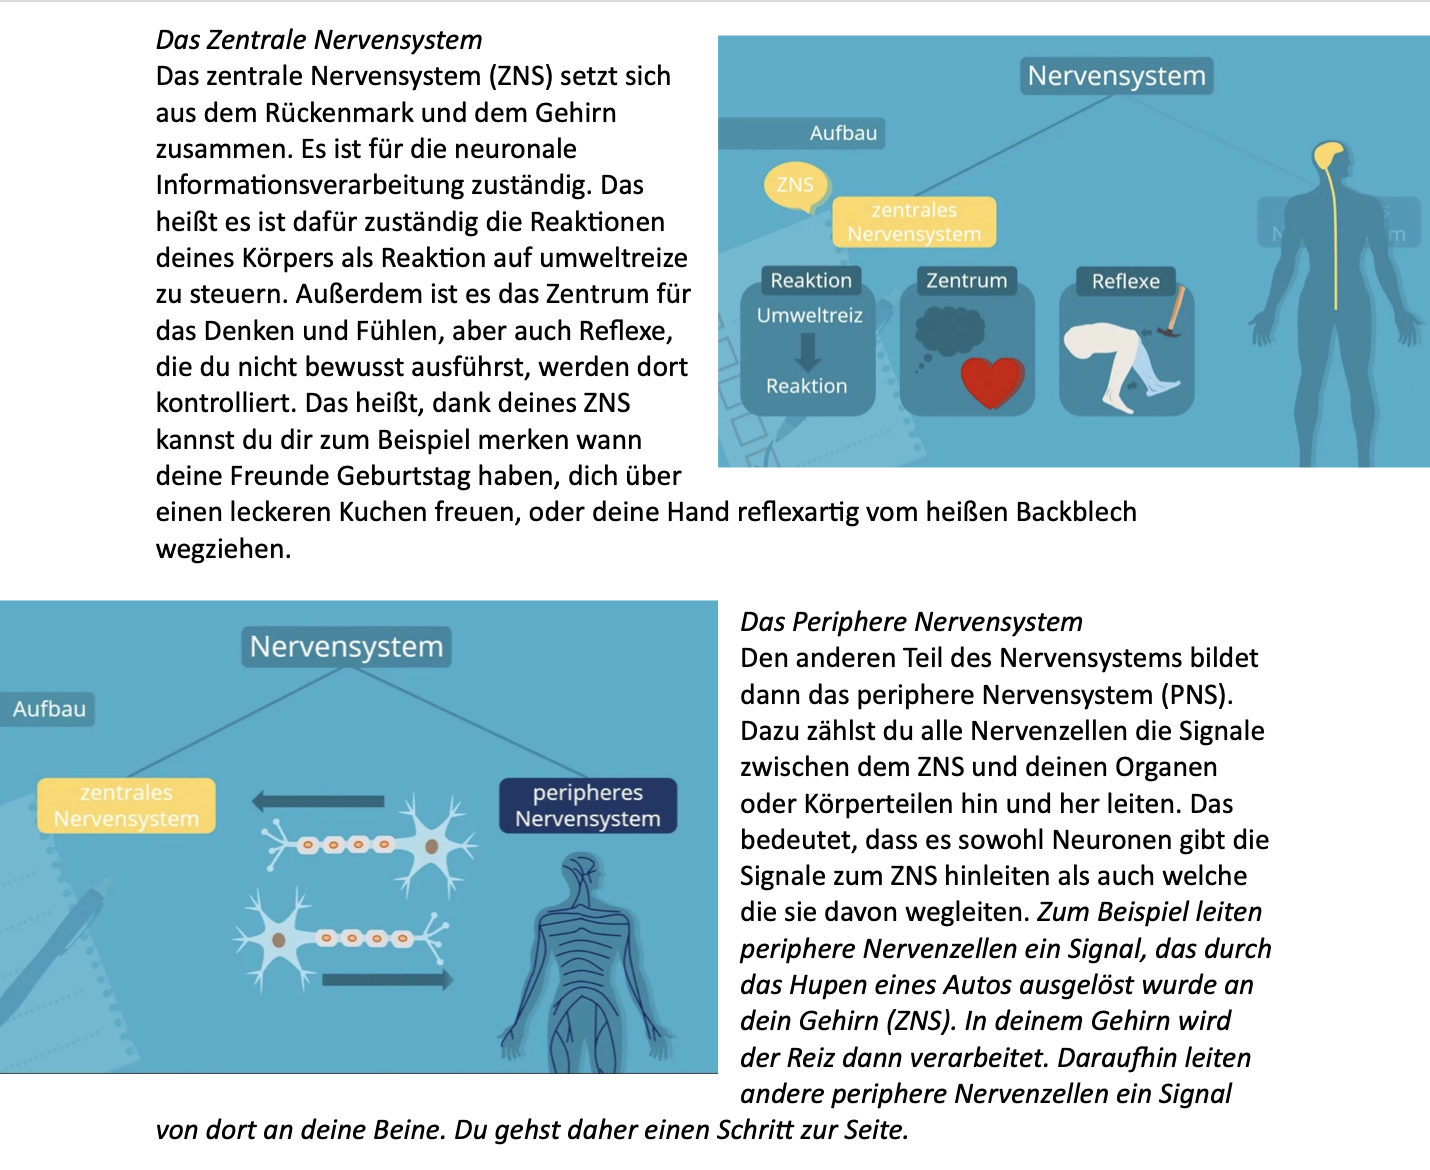 Das Zentrale Nervensystem
Das zentrale Nervensystem (ZNS) setzt sich
aus dem Rückenmark und dem Gehirn
zusammen. Es ist für die neuronale
Informationsverarbeitung zuständig. Das
heißt es ist dafür zuständig die Reaktionen
deines Körpers als Reaktion auf umweltreize
zu steuern. Außerdem ist es das Zentrum für
das Denken und Fühlen, aber auch Reflexe,
die du nicht bewusst ausführst, werden dort
kontrolliert. Das heißt, dank deines ZNS
kannst du dir zum Beispiel merken wann
deine Freunde Geburtstag haben, dich über
einen leckeren Kuchen freuen, oder deine Hand reflexartig vom heißen Backblech
wegziehen.
Nervensystem
Aufbau
ZNS
zentrales
Nervensystem
Reaktion
Umweltreiz
Reaktion
Zentrum
Reflexe
Nervensystem
Aufbau
zentrales
Nervensystem
peripheres
Nervensystem
Das Periphere Nervensystem
Den anderen Teil des Nervensystems bildet
dann das periphere Nervensystem (PNS).
Dazu zählst du alle Nervenzellen die Signale
zwischen dem ZNS und deinen Organen
oder Körperteilen hin und her leiten. Das
bedeutet, dass es sowohl Neuronen gibt die
Signale zum ZNS hinleiten als auch welche
die sie davon wegleiten. Zum Beispiel leiten
periphere Nervenzellen ein Signal, das durch
das Hupen eines Autos ausgelöst wurde an
dein Gehirn (ZNS). In deinem Gehirn wird
der Reiz dann verarbeitet. Daraufhin leiten
andere periphere Nervenzellen ein Signal
von dort an deine Beine. Du gehst daher einen Schritt zur Seite.